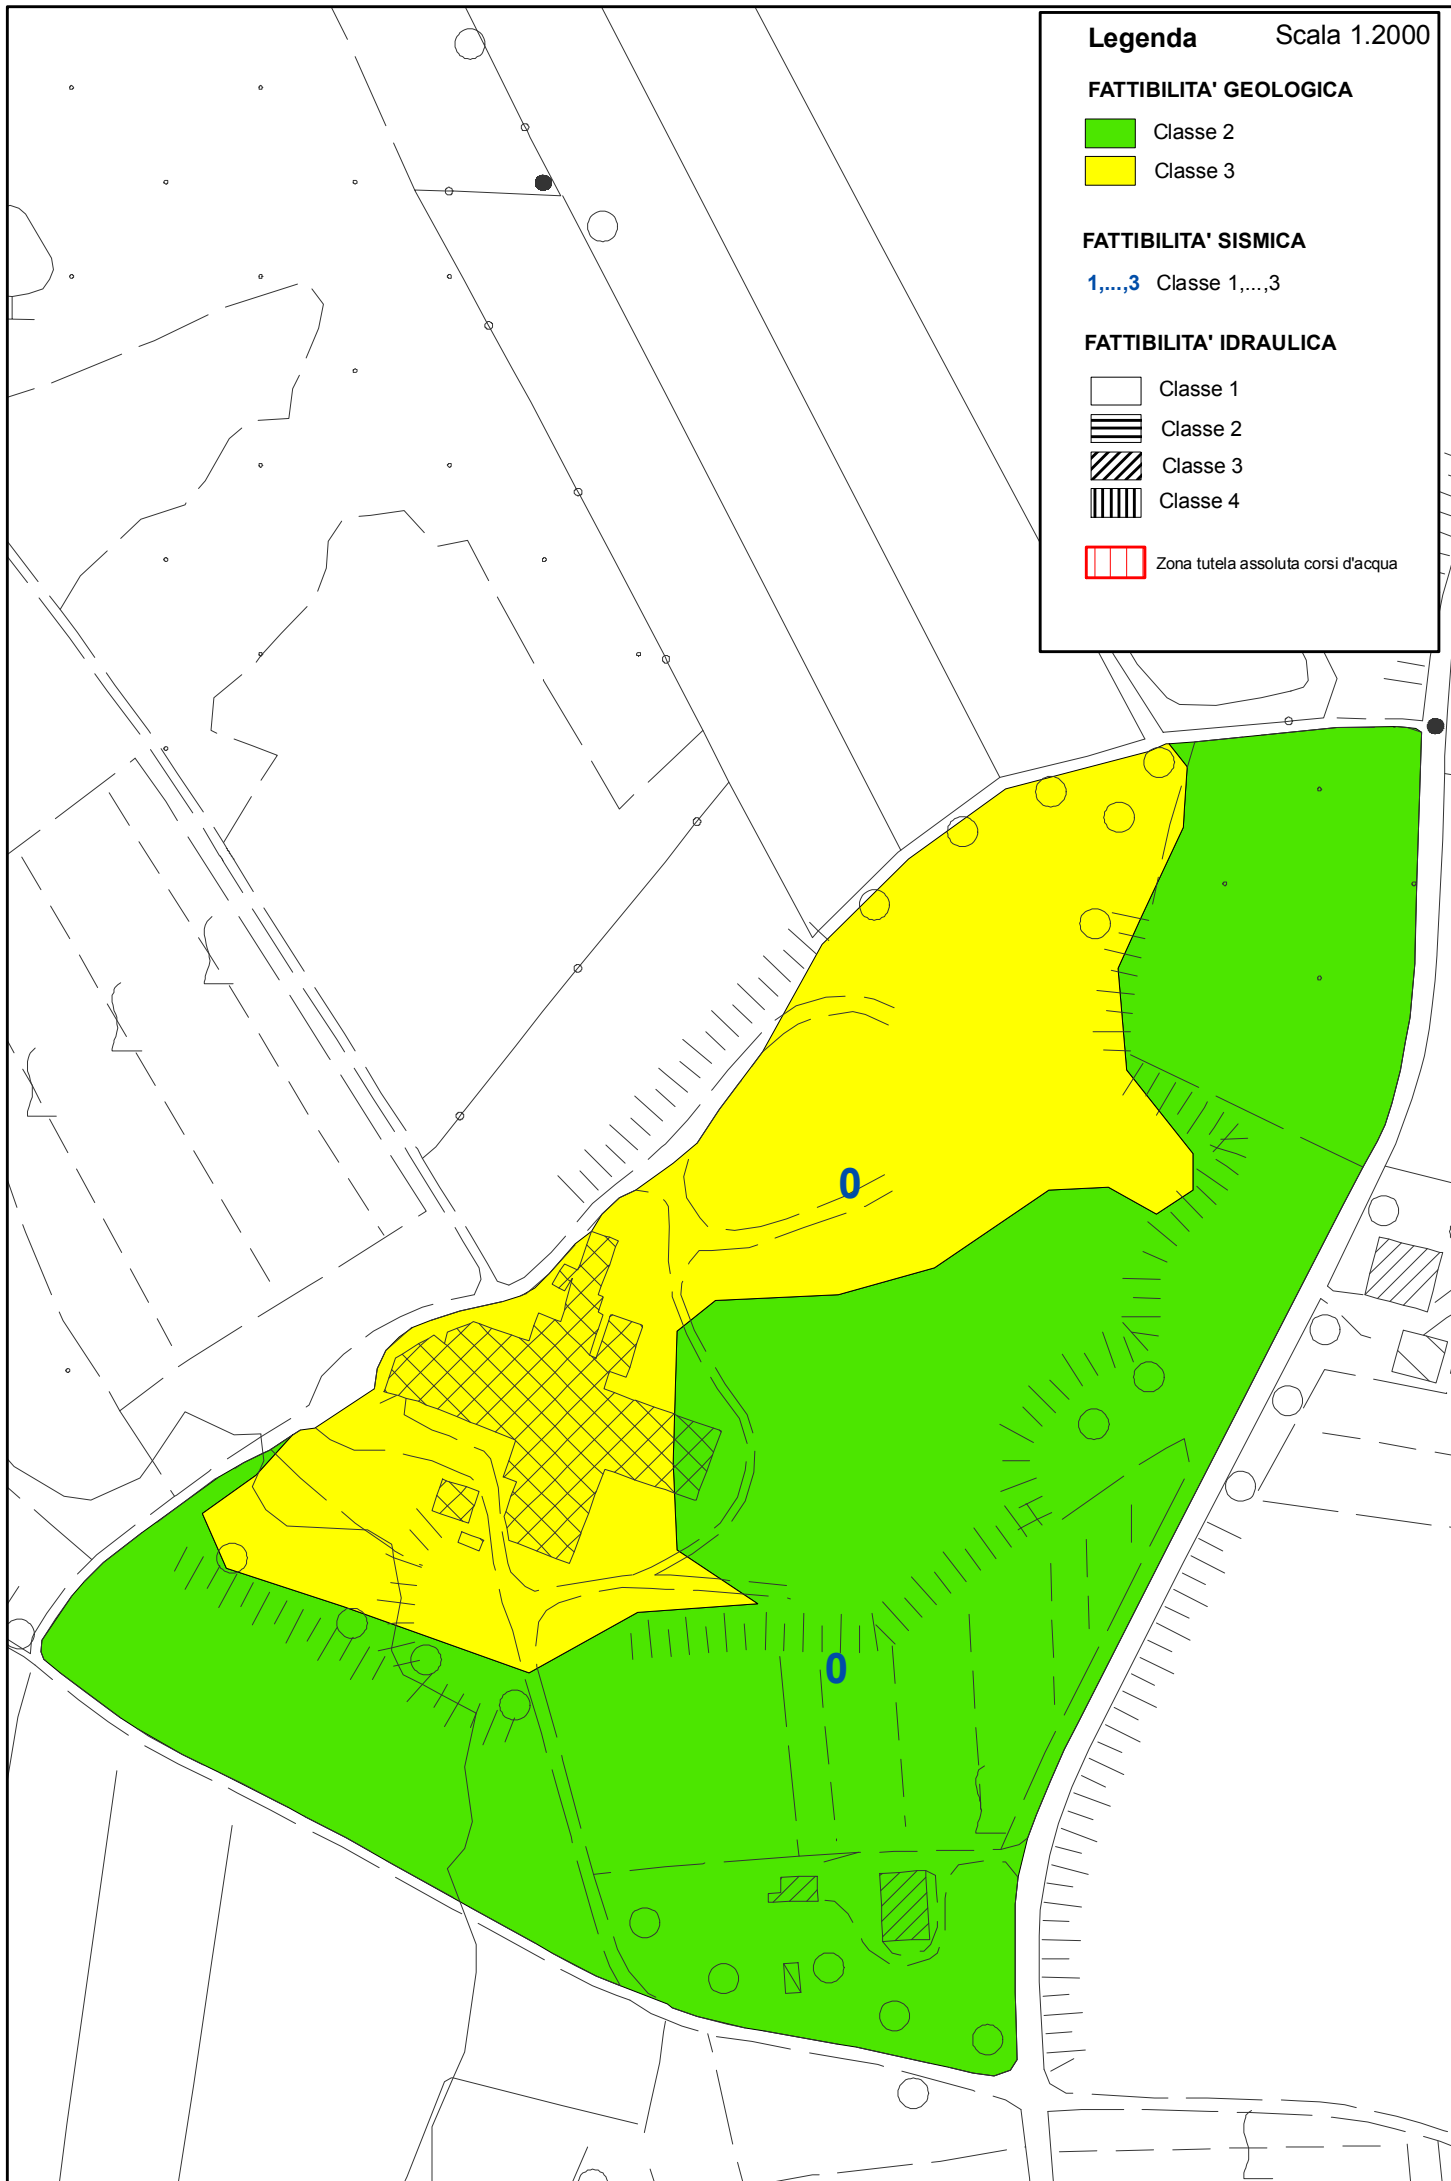 Legenda Scala 1.2000
FATTIBILITA' GEOLOGICA
Classe 2
Classe 3
FATTIBILITA' SISMICA
1,...,3 Classe 1,...,3
FATTIBILITA' IDRAULICA
Classe 1
Classe 2
Classe 3
Classe 4
Zona tutela assoluta corsi d'acqua
0
0